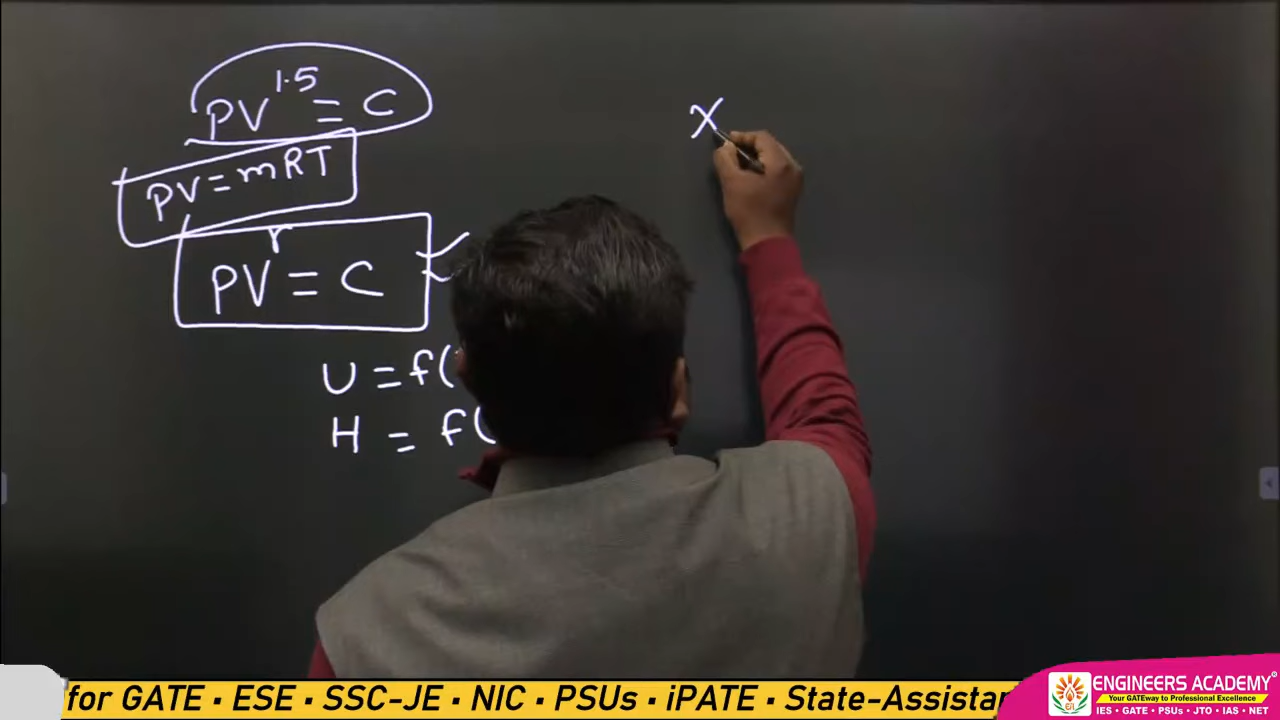 PV^1.5 = C
PV = mRT
PV^r = C
U = f(
H = f(
X
for GATE • ESE • SSC-JE • NIC • PSUs • iPATE • State-Assistan
ENGINEERS ACADEMY
Your GATEway to Professional Excellence
IES • GATE • PSUs • JTO • IAS • NET